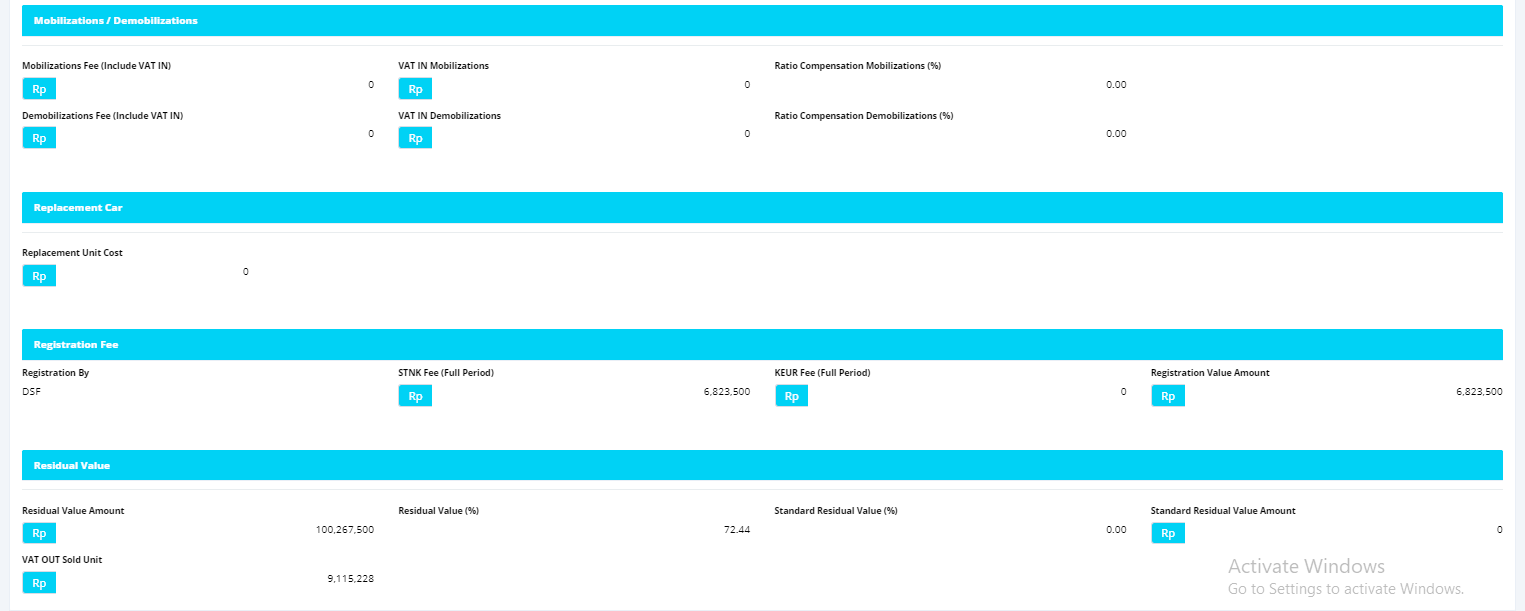 Mobilizations / Demobilizations
Mobilizations Fee (Include VAT IN) VAT IN Mobilizations Ratio Compensation Mobilizations (%)
Rp 0 Rp 0 0.00
Demobilizations Fee (Include VAT IN) VAT IN Demobilizations Ratio Compensation Demobilizations (%)
Rp 0 Rp 0 0.00
Replacement Car
Replacement Unit Cost
Rp 0
Registration Fee
Registration By STNK Fee (Full Period) KEUR Fee (Full Period) Registration Value Amount
DSF Rp 6,823,500 Rp 0 Rp 6,823,500
Residual Value
Residual Value Amount Residual Value (%) Standard Residual Value (%) Standard Residual Value Amount
Rp 100,267,500 72.44 0.00 Rp 0
VAT OUT Sold Unit
Rp 9,115,228
Activate Windows
Go to Settings to activate Windows.